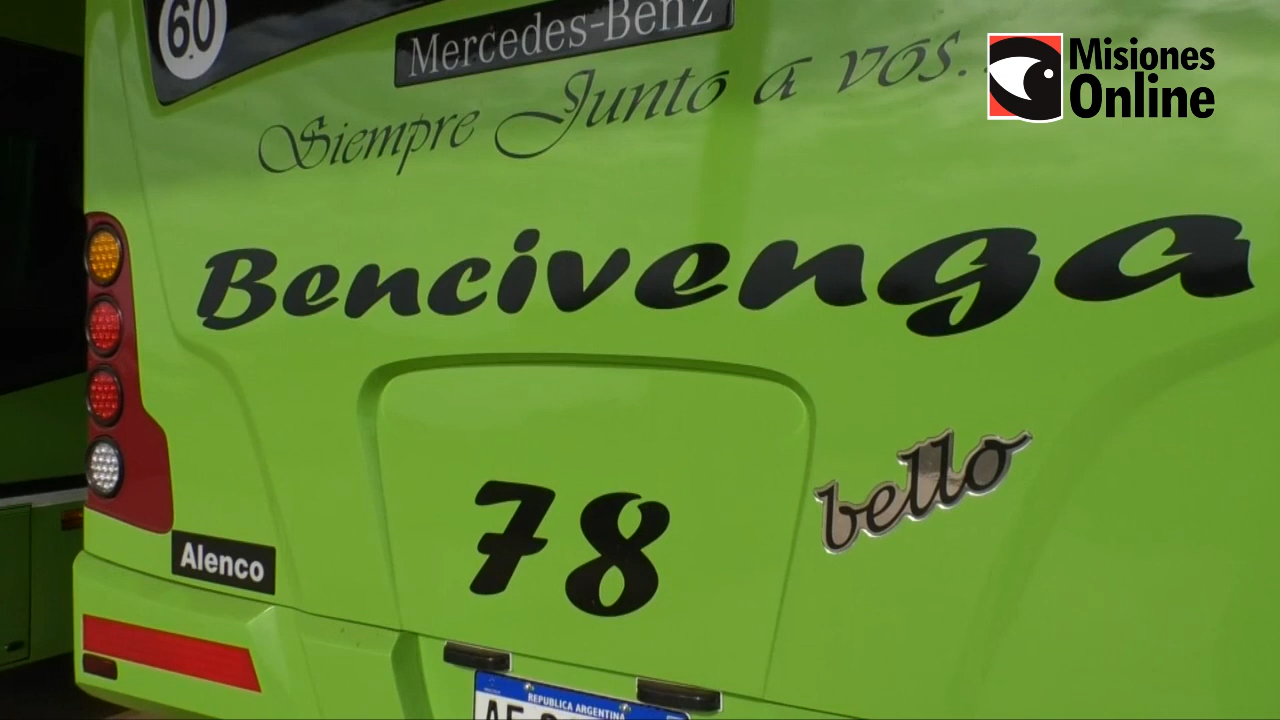 60
Mercedes-Benz
Siempre Junto a vos..
Misiones
Online
Bencivenga
bello
78
Alenco
REPUBLICA ARGENTINA